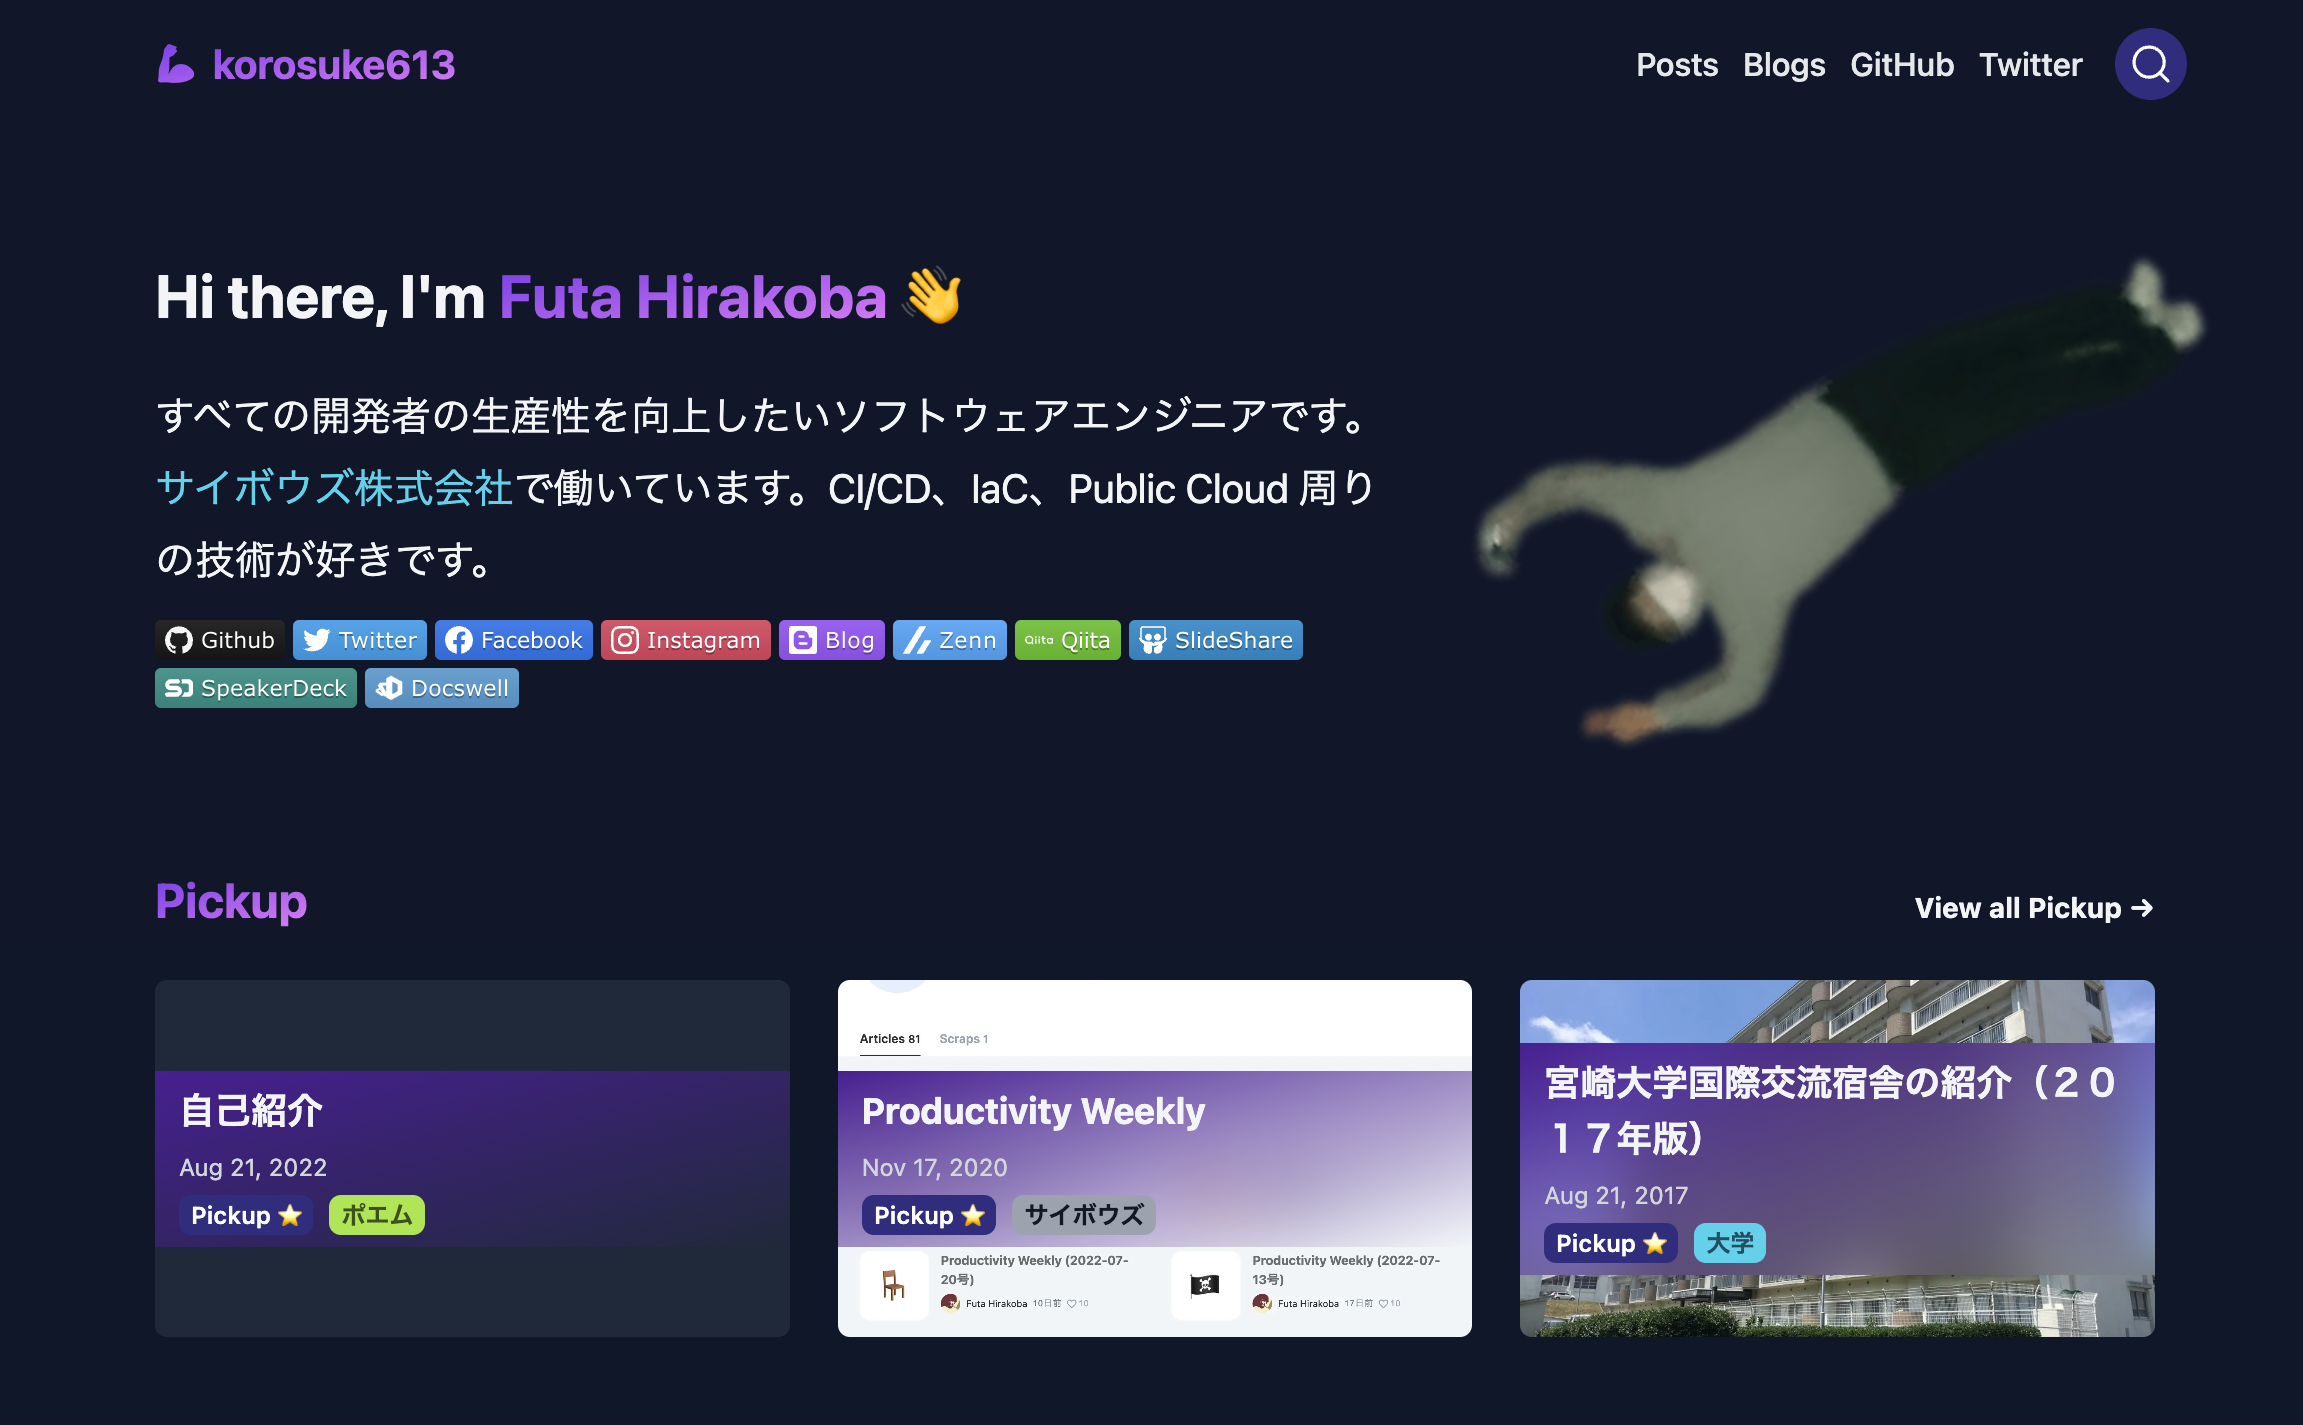 korosuke613
Posts Blogs GitHub Twitter
Hi there, I'm Futa Hirakoba 👋
すべての開発者の生産性を向上したいソフトウェアエンジニアです。
サイボウズ株式会社で働いています。CI/CD、IaC、Public Cloud 周り
の技術が好きです。
Github Twitter Facebook Instagram Blog Zenn Qiita Qiita SlideShare
SpeakerDeck Docswell
Pickup
View all Pickup →
自己紹介
Aug 21, 2022
Pickup ⭐ ポエム
Articles 81 Scraps 1
Productivity Weekly
Nov 17, 2020
Pickup ⭐ サイボウズ
Productivity Weekly (2022-07-
20号)
Futa Hirakoba 10日前 ♡10
Productivity Weekly (2022-07-
13号)
Futa Hirakoba 17日前 ♡10
宮崎大学国際交流宿舎の紹介（２０
１７年版）
Aug 21, 2017
Pickup ⭐ 大学